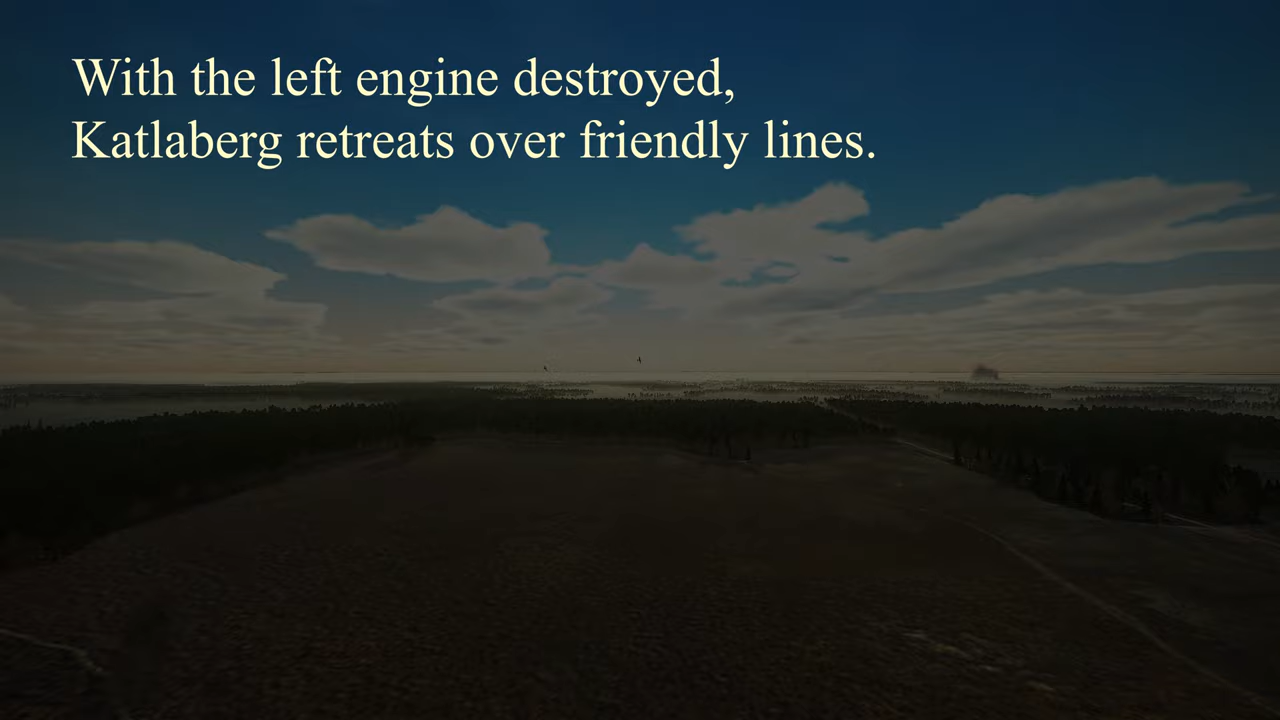 With the left engine destroyed,
Katlaberg retreats over friendly lines.